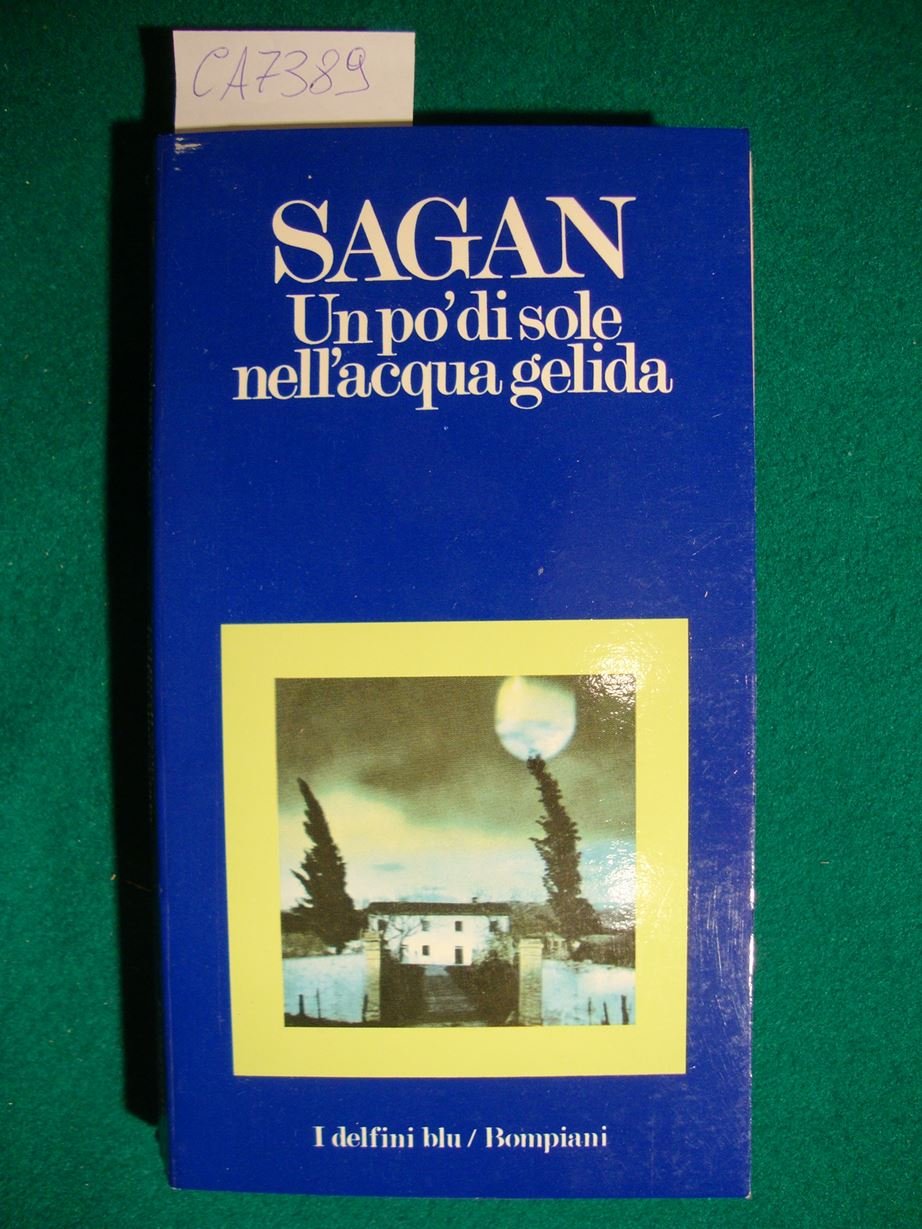 CA7389
SAGAN
Un po' di sole
nell'acqua gelida
I delfini blu / Bompiani